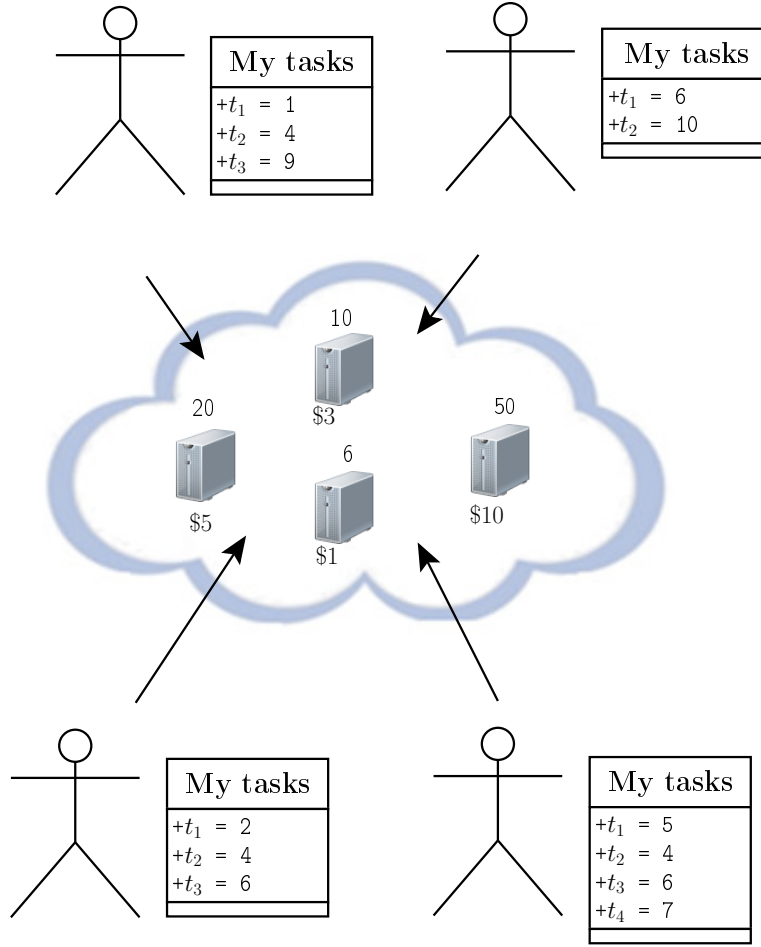 My tasks
+t₁ = 1
+t₂ = 4
+t₃ = 9
My tasks
+t₁ = 6
+t₂ = 10
10
$3
20
$5
50
$10
6
$1
My tasks
+t₁ = 2
+t₂ = 4
+t₃ = 6
My tasks
+t₁ = 5
+t₂ = 4
+t₃ = 6
+t₄ = 7